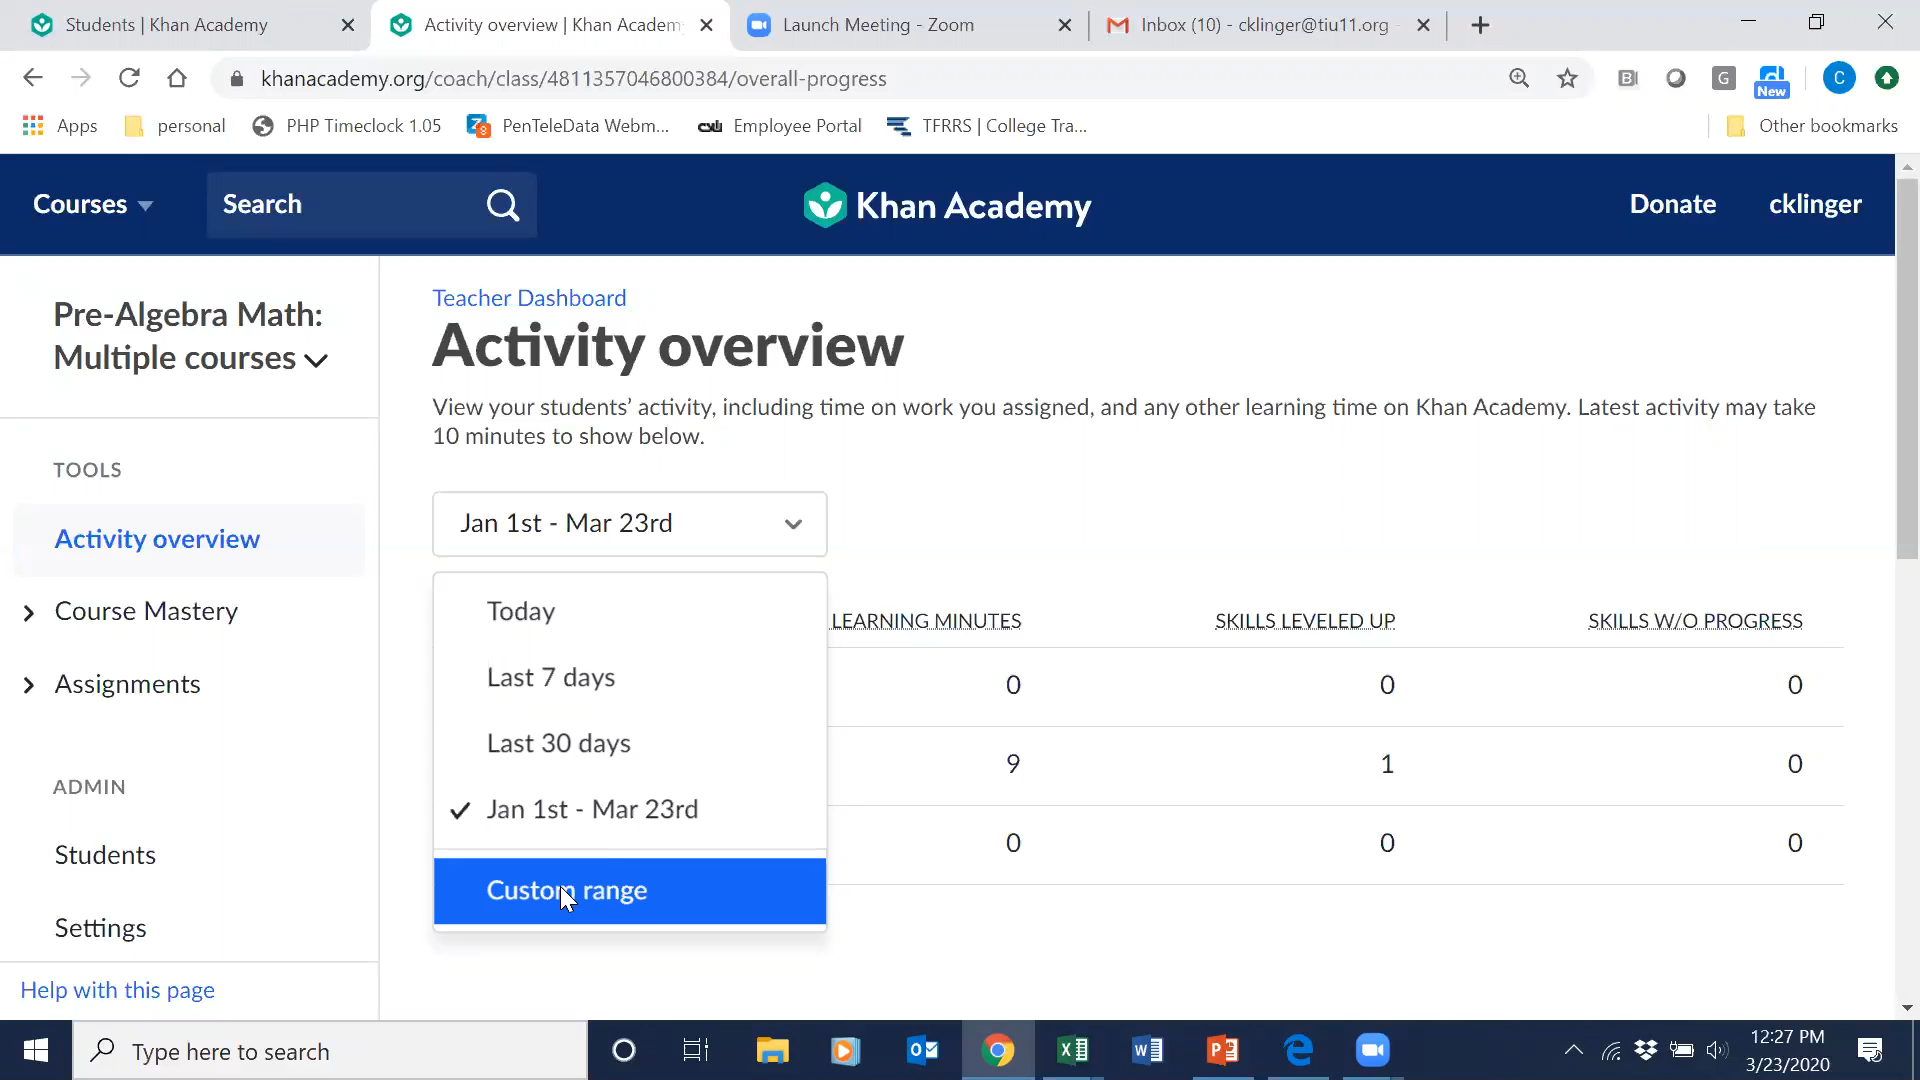 Students | Khan Academy
Activity overview | Khan Academ
Launch Meeting - Zoom
Inbox (10) - cklinger@tiu11.org -
khanacademy.org/coach/class/4811357046800384/overall-progress
B
G
New
C
Apps
personal
PHP Timeclock 1.05
PenTeleData Webm...
Employee Portal
TFRRS | College Tra...
Other bookmarks
Courses
Search
Khan Academy
Donate
cklinger
Pre-Algebra Math:
Multiple courses
TOOLS
Activity overview
Course Mastery
Assignments
ADMIN
Students
Settings
Help with this page
Teacher Dashboard
Activity overview
View your students' activity, including time on work you assigned, and any other learning time on Khan Academy. Latest activity may take
10 minutes to show below.
Jan 1st - Mar 23rd
Today
Last 7 days
Last 30 days
Jan 1st - Mar 23rd
Custom range
LEARNING MINUTES SKILLS LEVELED UP SKILLS W/O PROGRESS
0 0 0
9 1 0
0 0 0
Type here to search
12:27 PM
3/23/2020